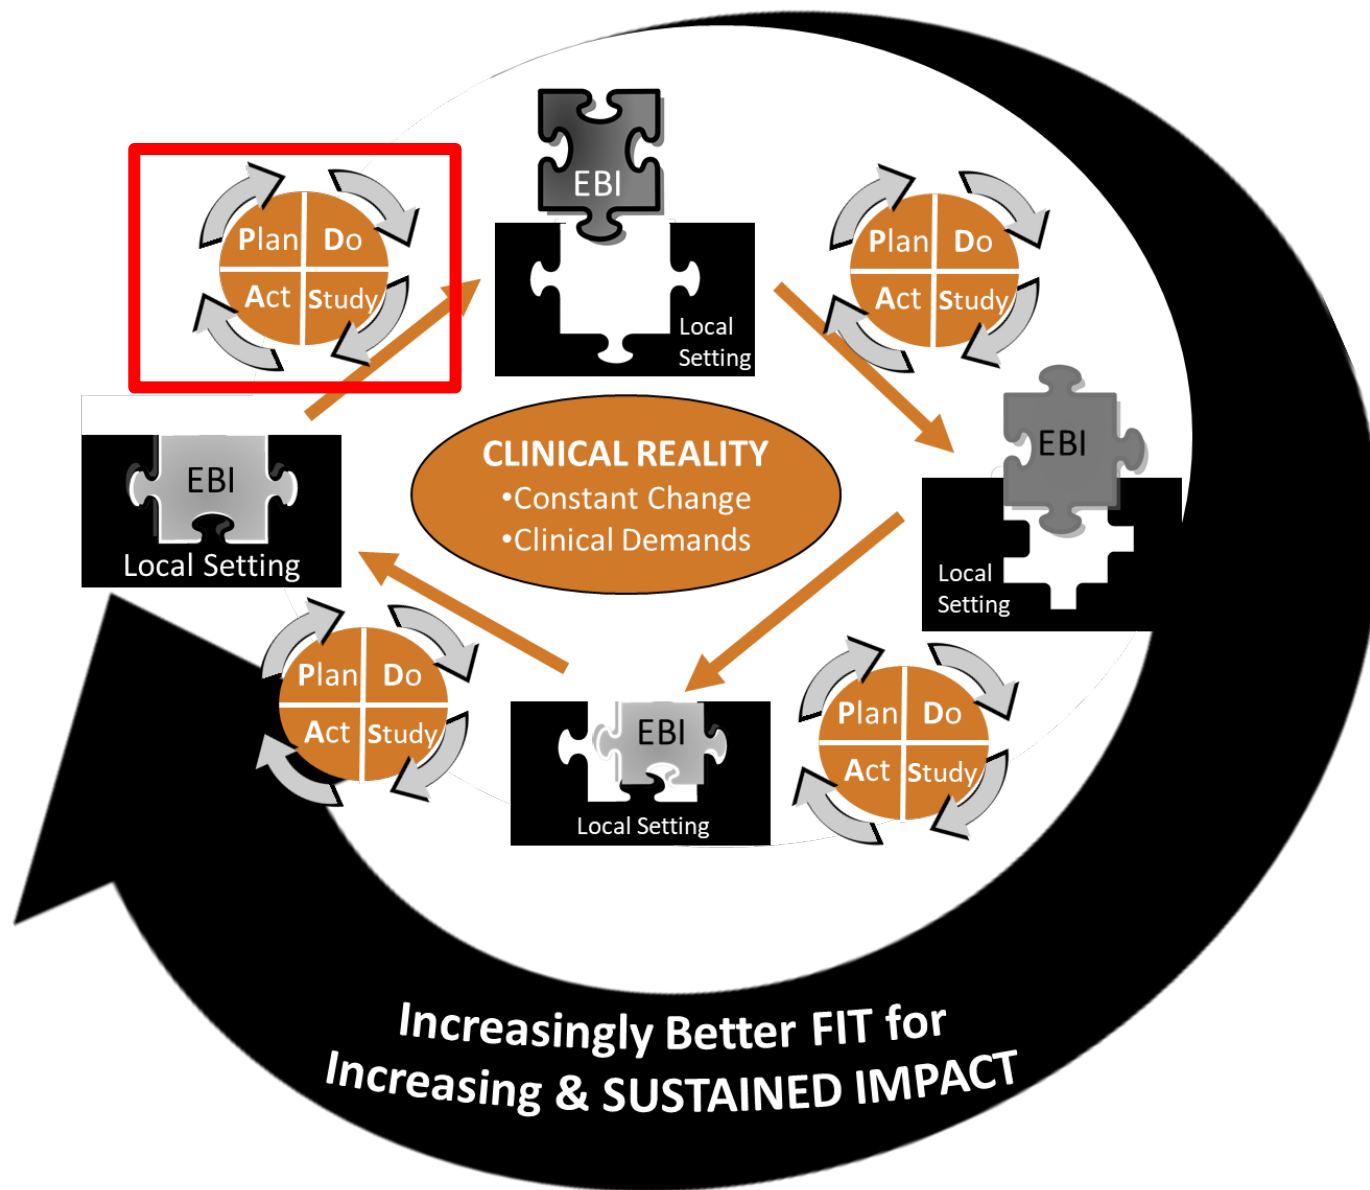 EBI
Local
Setting
Plan Do
Act Study
Plan Do
Act Study
EBI
Local
Setting
CLINICAL REALITY
•Constant Change
•Clinical Demands
EBI
Local Setting
Plan Do
Act Study
EBI
Local Setting
Plan Do
Act Study
Increasingly Better FIT for
Increasing & SUSTAINED IMPACT